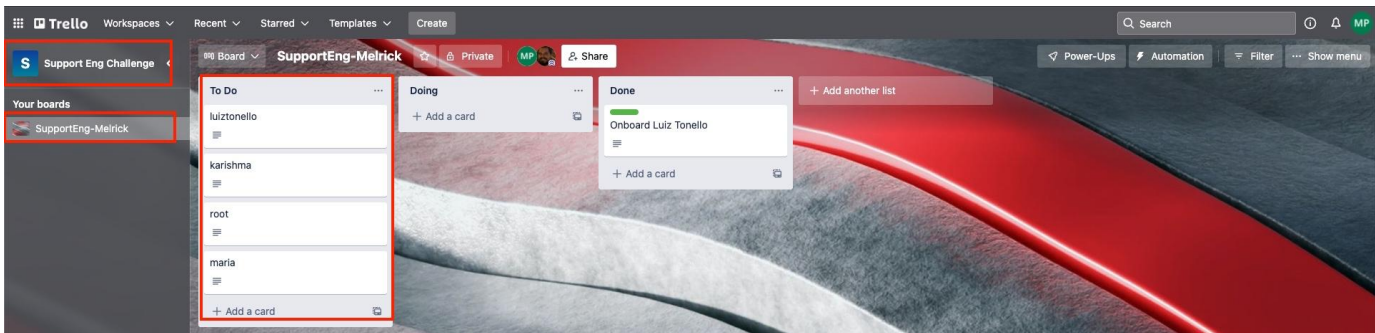 Trello Workspaces Recent Starred Templates Create Search MP
S Support Eng Challenge
Board SupportEng-Melrick Private MP Share Power-Ups Automation Filter ... Show menu
Your boards
SupportEng-Melrick
To Do ...
luiztonello
karishma
root
maria
+ Add a card
Doing ...
+ Add a card
Done ...
Onboard Luiz Tonello
+ Add a card
+ Add another list